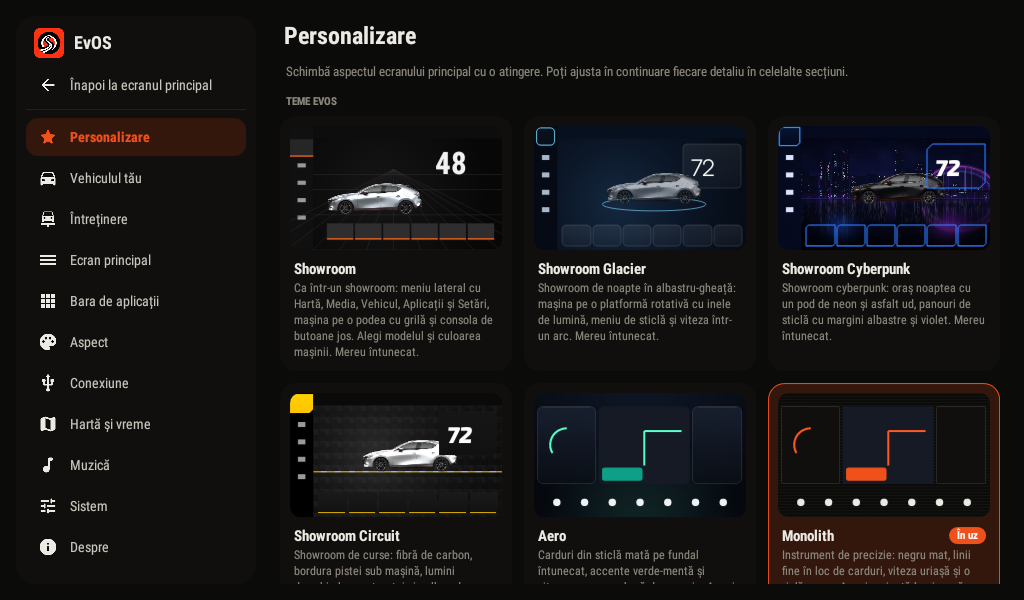 EvOS
Înapoi la ecranul principal
Personalizare
Vehiculul tău
Întreținere
Ecran principal
Bara de aplicații
Aspect
Conexiune
Hartă și vreme
Muzică
Sistem
Despre
Personalizare
Schimbă aspectul ecranului principal cu o atingere. Poți ajusta în continuare fiecare detaliu în celelalte secțiuni.
TEME EVOS
48
Showroom
Ca într-un showroom: meniu lateral cu
Hartă, Media, Vehicul, Aplicații și Setări,
mașina pe o podea cu grilă și consola de
butoane jos. Alegi modelul și culoarea
mașinii. Mereu întunecat.
72
Showroom Glacier
Showroom de noapte în albastru-gheață:
mașina pe o platformă rotativă cu inele
de lumină, meniu de sticlă și viteza într-
un arc. Mereu întunecat.
72
Showroom Cyberpunk
Showroom cyberpunk: oraș noaptea cu
un pod de neon și asfalt ud, panouri de
sticlă cu margini albastre și violet. Mereu
întunecat.
72
Showroom Circuit
Showroom de curse: fibră de carbon,
bordura pistei sub mașină, lumini
Aero
Carduri din sticlă mată pe fundal
întunecat, accente verde-mentă și
Monolith
În uz
Instrument de precizie: negru mat, linii
fine în loc de carduri, viteza uriașă și o